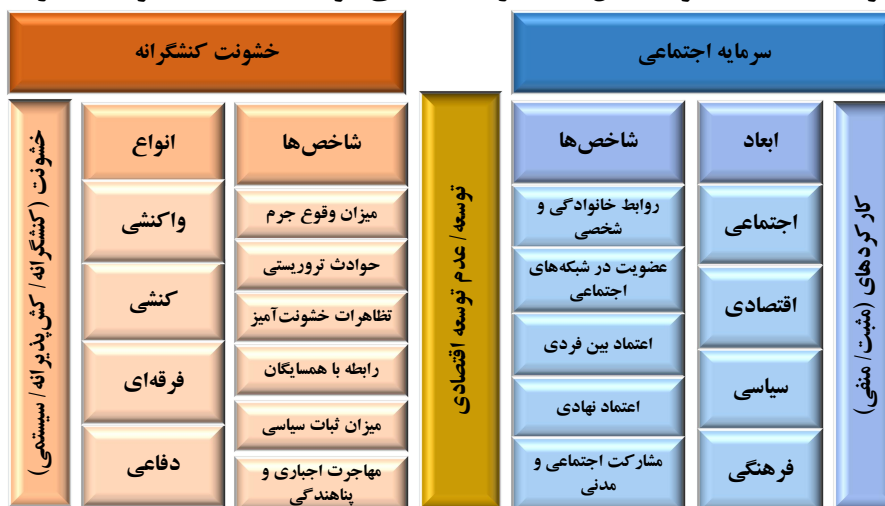 سرمایه اجتماعی
کارکردهای (مثبت/ منفی)
ابعاد
اجتماعی
اقتصادی
سیاسی
فرهنگی
شاخص‌ها
روابط خانوادگی و
شخصی
عضویت در شبکه‌های
اجتماعی
اعتماد بین فردی
اعتماد نهادی
مشارکت اجتماعی و
مدنی
توسعه/ عدم توسعه اقتصادی
خشونت کنشگرانه
شاخص‌ها
میزان وقوع جرم
حوادث تروریستی
تظاهرات خشونت‌آمیز
رابطه با همسایگان
میزان ثبات سیاسی
مهاجرت اجباری و
پناهندگی
انواع
واکنشی
کنشی
فرقه‌ای
دفاعی
خشونت (کنشگرانه/ کنش‌پذیرانه/ سیستمی)